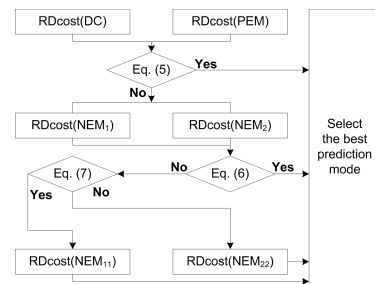 RDcost(DC)
RDcost(PEM)
Eq. (5)
Yes
No
RDcost(NEM₁)
RDcost(NEM₂)
Select
the best
prediction
mode
Eq. (7)
No
Eq. (6)
Yes
Yes
No
RDcost(NEM₁₁)
RDcost(NEM₂₂)